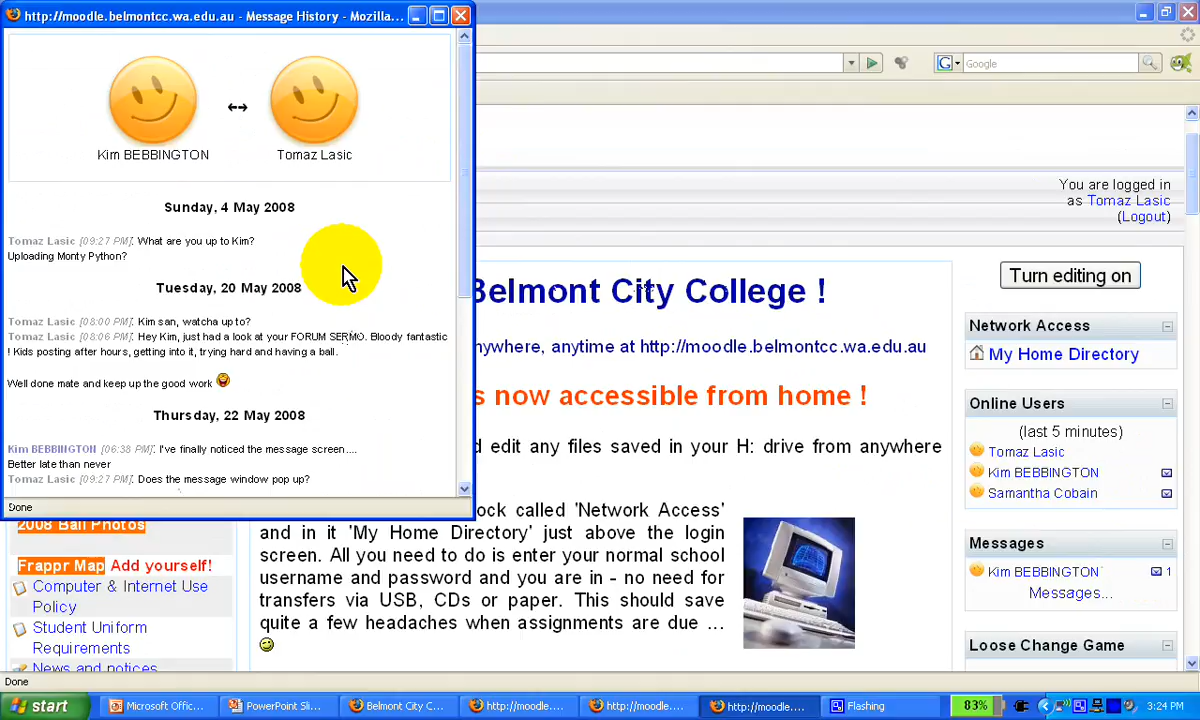 http://moodle.belmontcc.wa.edu.au - Message History - Mozilla...
Kim BEBBINGTON
Tomaz Lasic
Sunday, 4 May 2008
Tomaz Lasic [09:27 PM]: What are you up to Kim?
Uploading Monty Python?
Tuesday, 20 May 2008
Tomaz Lasic [08:00 PM]: Kim san, watcha up to?
Tomaz Lasic [08:06 PM]: Hey Kim, just had a look at your FORUM SERMO. Bloody fantastic
! Kids posting after hours, getting into it, trying hard and having a ball.
Well done mate and keep up the good work
Thursday, 22 May 2008
Kim BEBBINGTON [06:38 PM]: I've finally noticed the message screen....
Better late than never
Tomaz Lasic [09:27 PM]: Does the message window pop up?
Done
Google
You are logged in
as Tomaz Lasic
(Logout)
Belmont City College !
Turn editing on
nywhere, anytime at http://moodle.belmontcc.wa.edu.au
s now accessible from home !
d edit any files saved in your H: drive from anywhere
ock called 'Network Access'
and in it 'My Home Directory' just above the login
screen. All you need to do is enter your normal school
username and password and you are in - no need for
transfers via USB, CDs or paper. This should save
quite a few headaches when assignments are due ...
Network Access
My Home Directory
Online Users
(last 5 minutes)
Tomaz Lasic
Kim BEBBINGTON
Samantha Cobain
Messages
Kim BEBBINGTON 1
Messages...
Loose Change Game
2008 Ball Photos
Frappr Map Add yourself!
Computer & Internet Use
Policy
Student Uniform
Requirements
News and notices
Done
start
Microsoft Offic...
PowerPoint Sli...
Belmont City C...
http://moodle....
http://moodle....
http://moodle....
Flashing
83%
3:24 PM